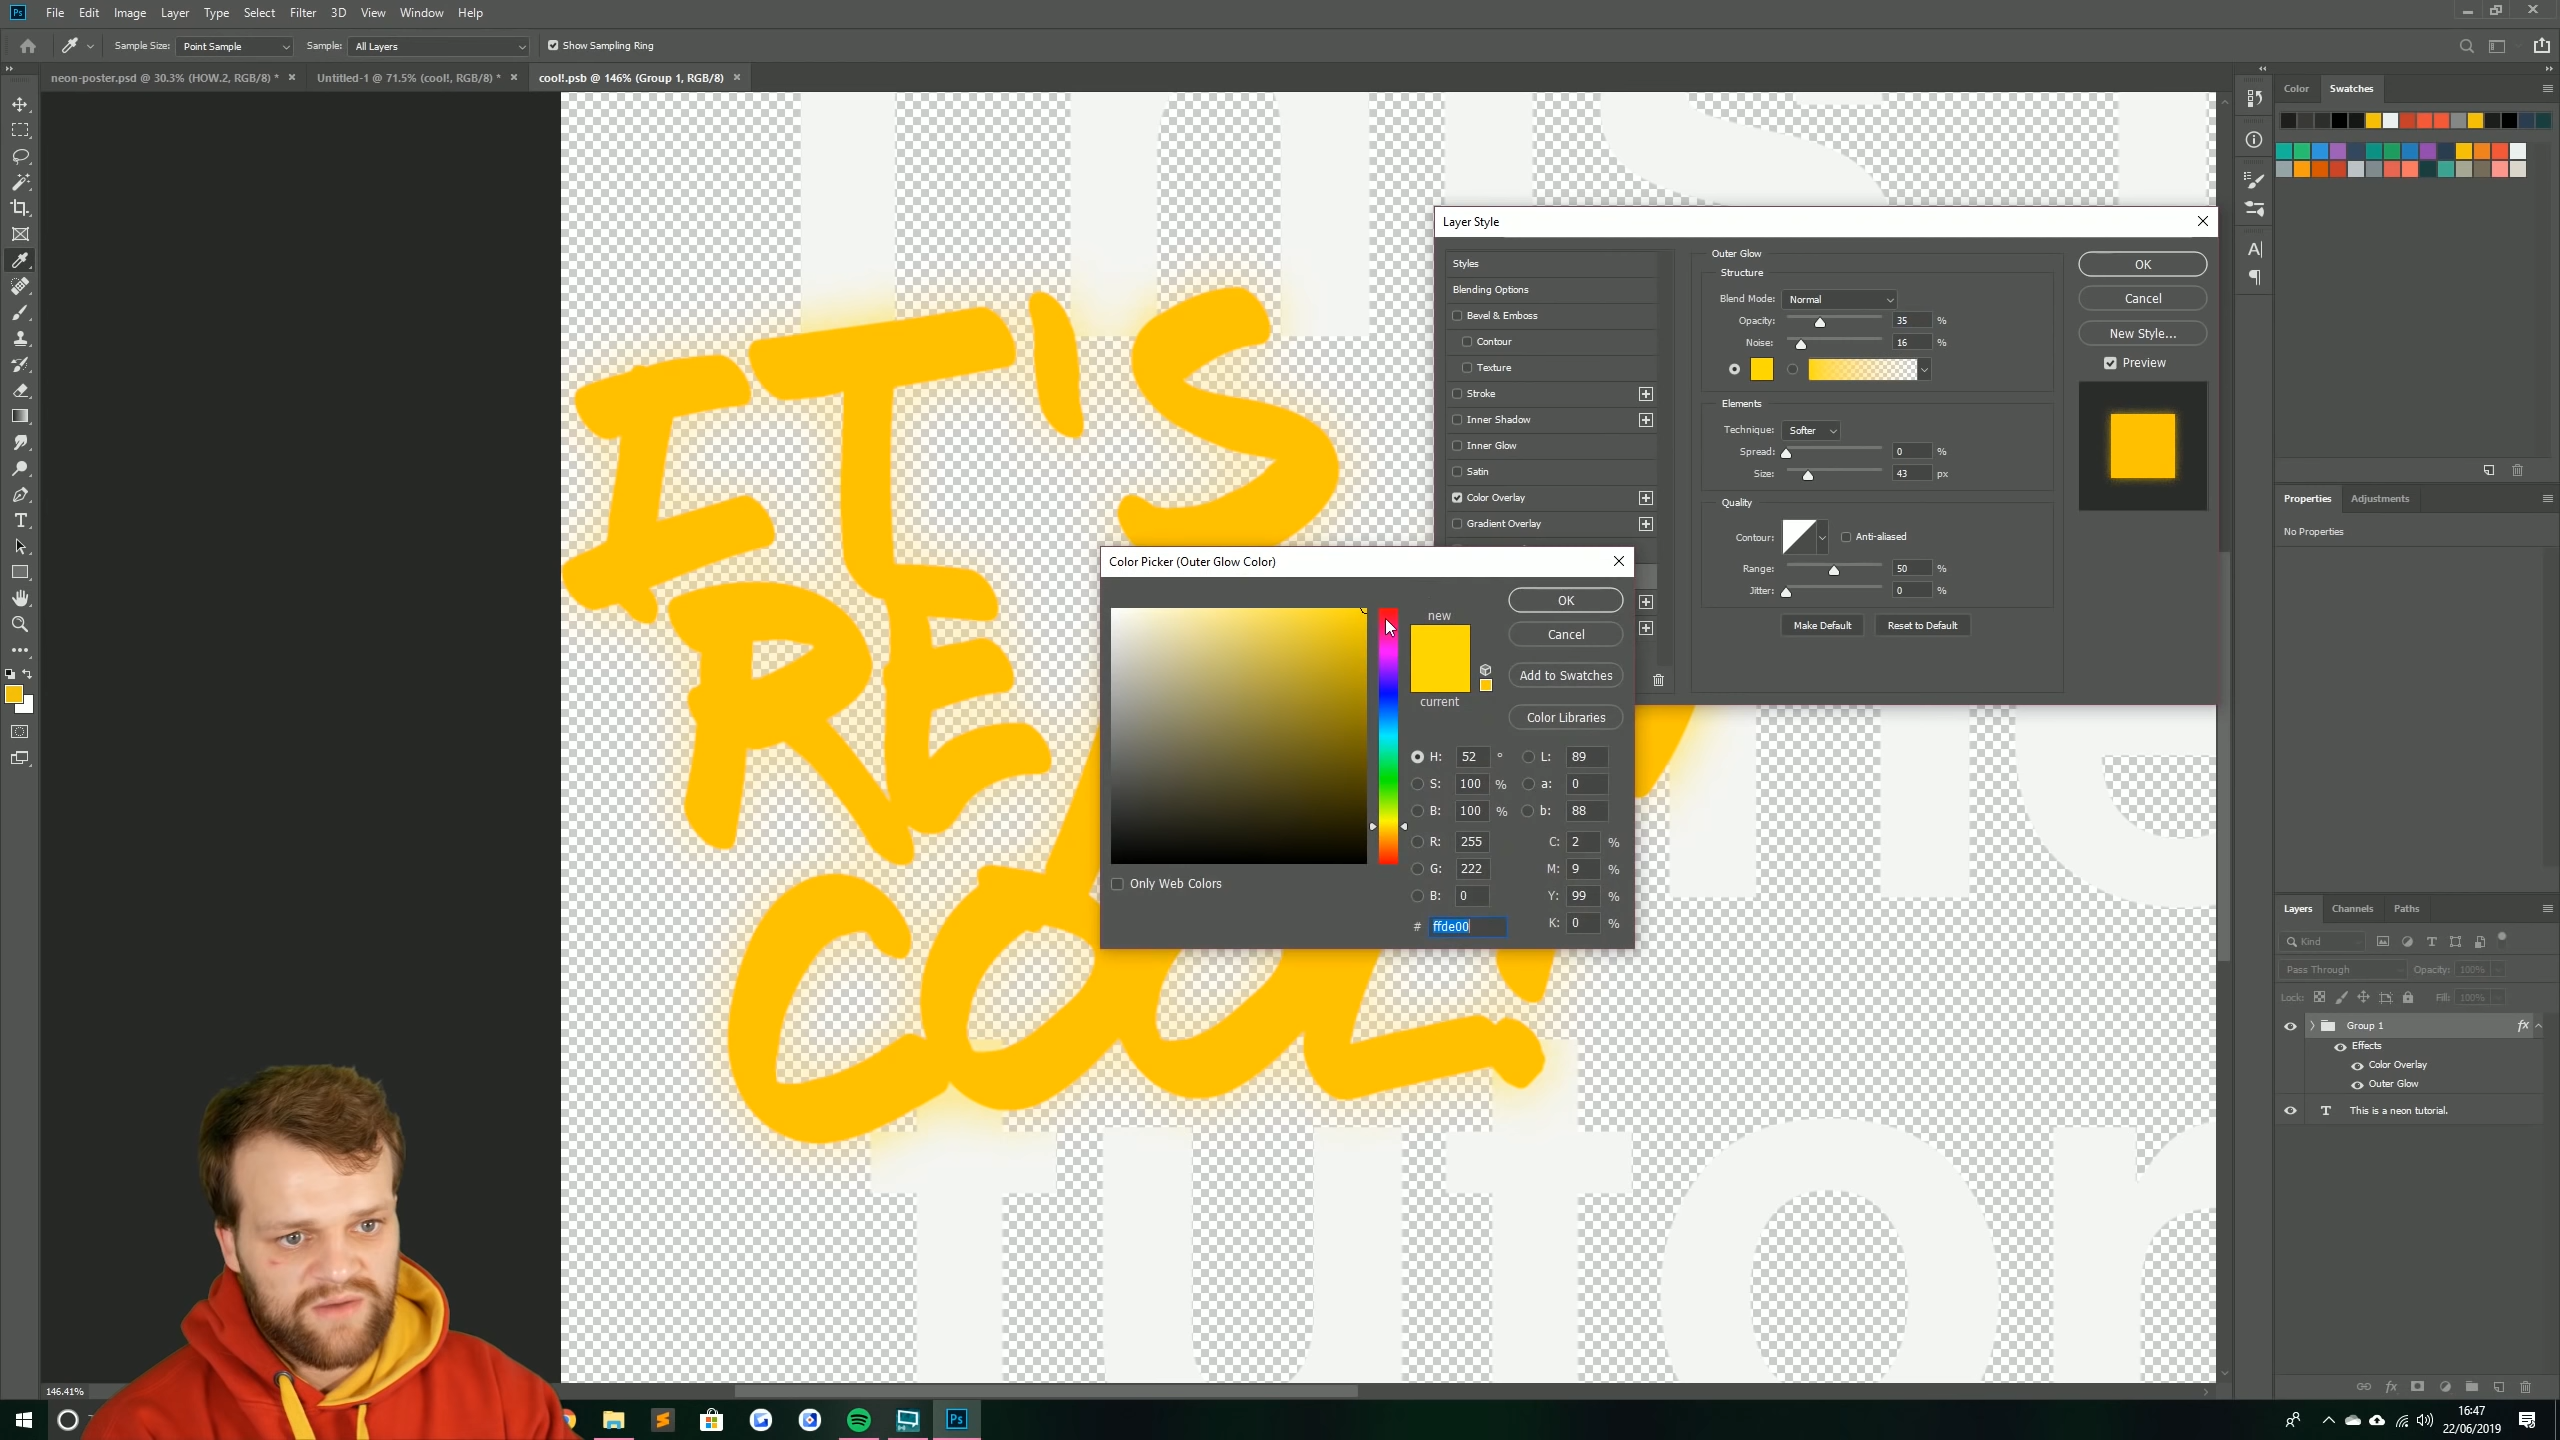 Ps File Edit Image Layer Type Select Filter 3D View Window Help
Sample Size: Point Sample Sample: All Layers Show Sampling Ring
neon-poster.psd @ 30.3% (HOW.2, RGB/8) * × Untitled-1 @ 71.5% (cool!, RGB/8) * × cool!.psb @ 146% (Group 1, RGB/8) ×
IT'S
RE
COOL!
tutor
Layer Style
Styles
Blending Options
Bevel & Emboss
Contour
Texture
Stroke
Inner Shadow
Inner Glow
Satin
Color Overlay
Gradient Overlay
Outer Glow
Structure
Blend Mode: Normal
Opacity: 35 %
Noise: 16 %
Elements
Technique: Softer
Spread: 0 %
Size: 43 px
Quality
Contour: Anti-aliased
Range: 50 %
Jitter: 0 %
Make Default Reset to Default
OK
Cancel
New Style...
Preview
Color Picker (Outer Glow Color)
new
current
OK
Cancel
Add to Swatches
Color Libraries
H: 52 ° L: 89
S: 100 % a: 0
B: 100 % b: 88
R: 255 C: 2 %
G: 222 M: 9 %
B: 0 Y: 99 %
# ffde00 K: 0 %
Only Web Colors
Color Swatches
Properties Adjustments
No Properties
Layers Channels Paths
Kind
Pass Through Opacity: 100%
Lock: Fill: 100%
Group 1 fx
Effects
Color Overlay
Outer Glow
T This is a neon tutorial.
146.41%
Ps
16:47
22/06/2019